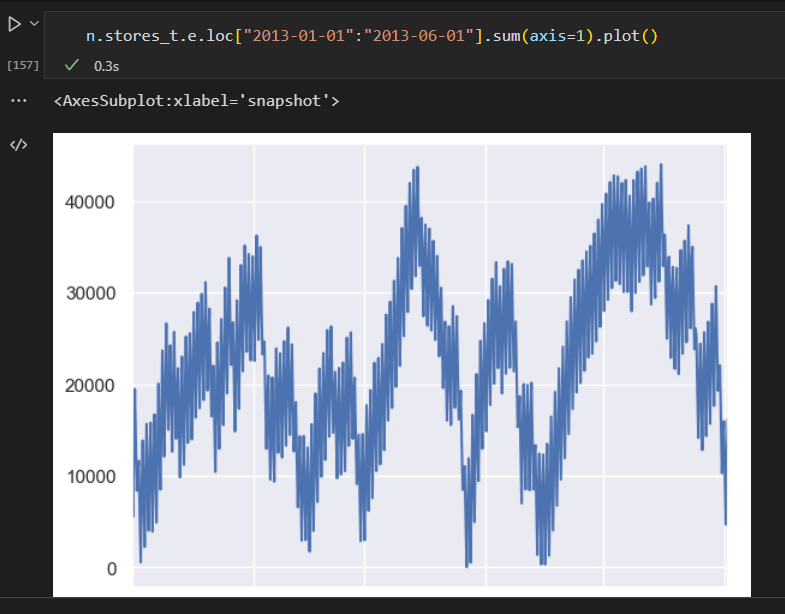 n.stores_t.e.loc["2013-01-01":"2013-06-01"].sum(axis=1).plot()
[157]
0.3s
<AxesSubplot:xlabel='snapshot'>
40000
30000
20000
10000
0